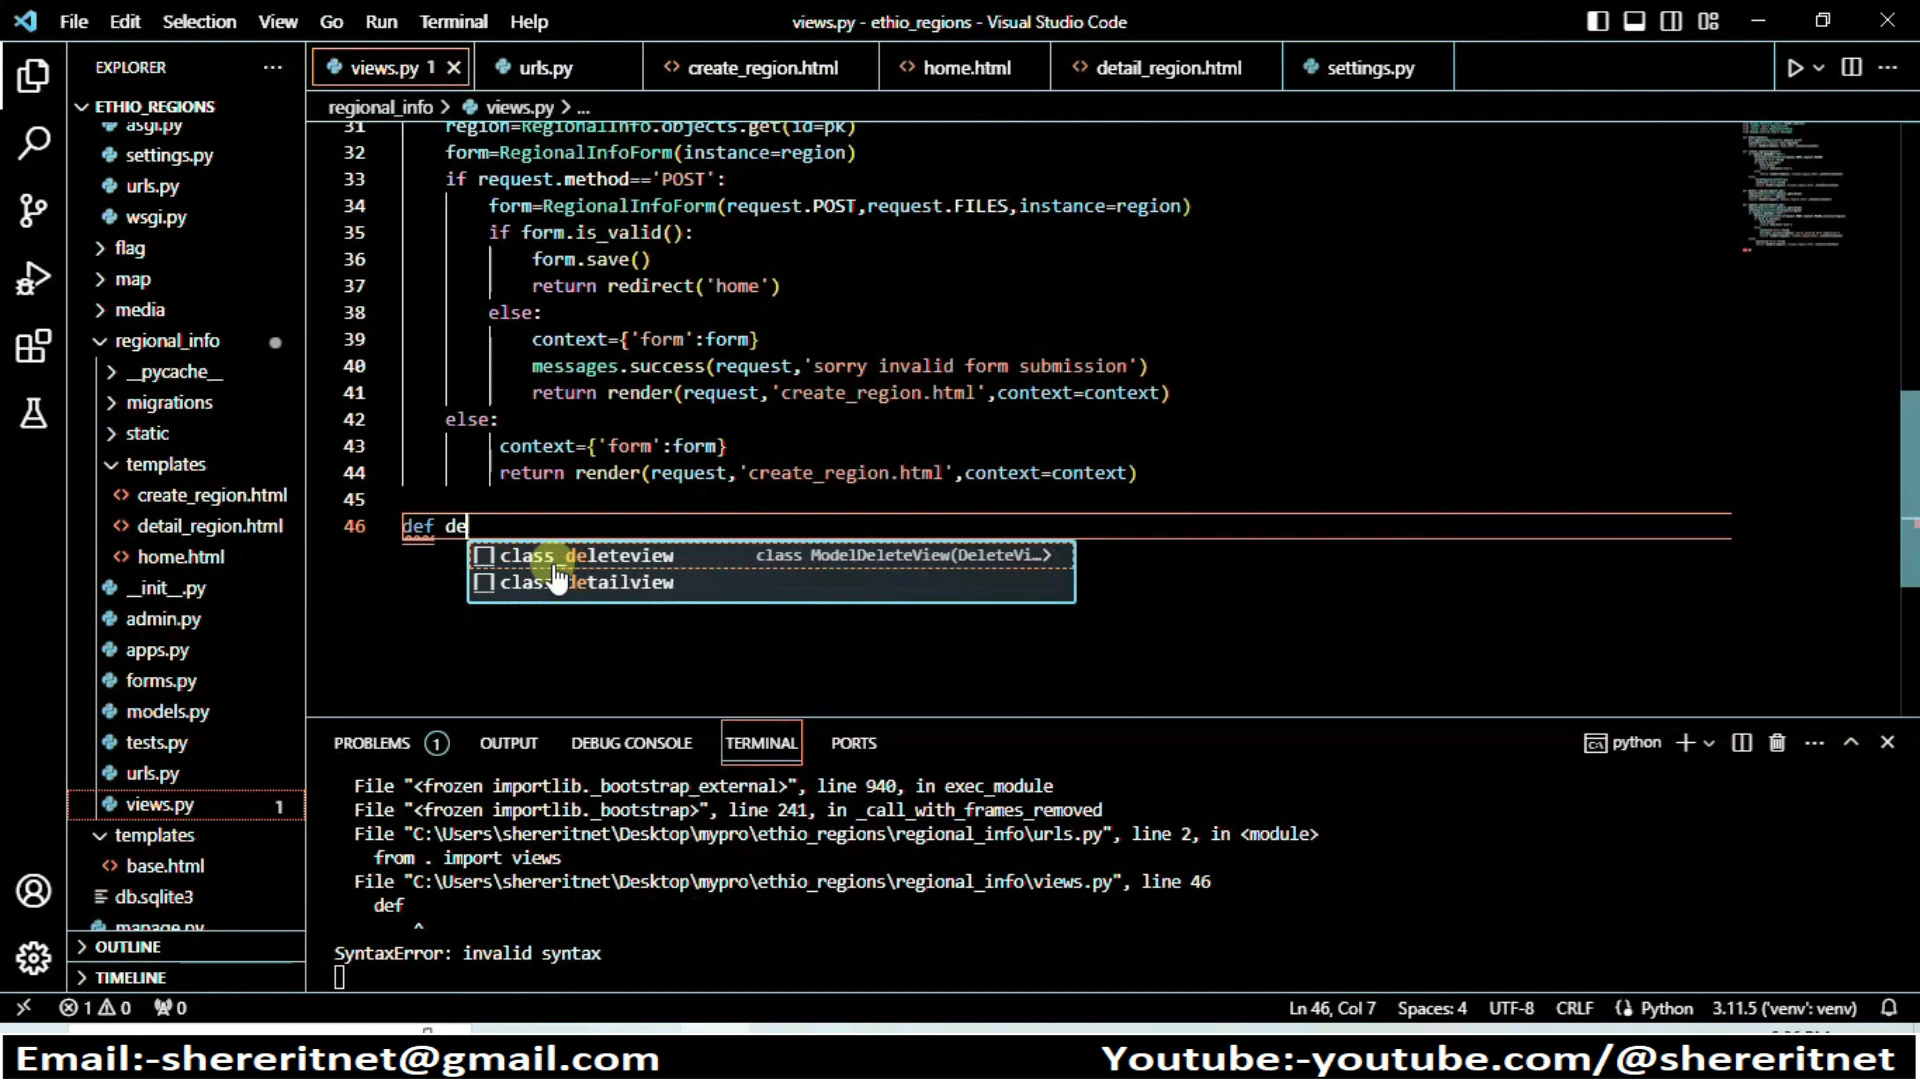 File Edit Selection View Go Run Terminal Help
views.py - ethio_regions - Visual Studio Code
EXPLORER
views.py 1
urls.py
create_region.html
home.html
detail_region.html
settings.py
ETHIO_REGIONS
regional_info > views.py > ...
asgi.py
settings.py
urls.py
wsgi.py
flag
map
media
regional_info
__pycache__
migrations
static
templates
create_region.html
detail_region.html
home.html
__init__.py
admin.py
apps.py
forms.py
models.py
tests.py
urls.py
views.py 1
templates
base.html
db.sqlite3
manage.py
OUTLINE
TIMELINE
31 region=RegionalInfo.objects.get(id=pk)
32 form=RegionalInfoForm(instance=region)
33 if request.method=='POST':
34 form=RegionalInfoForm(request.POST,request.FILES,instance=region)
35 if form.is_valid():
36 form.save()
37 return redirect('home')
38 else:
39 context={'form':form}
40 messages.success(request,'sorry invalid form submission')
41 return render(request,'create_region.html',context=context)
42 else:
43 context={'form':form}
44 return render(request,'create_region.html',context=context)
45
46 def de
class_deleteview class ModelDeleteView(DeleteVi…>
PROBLEMS 1 OUTPUT DEBUG CONSOLE TERMINAL PORTS
python
File "<frozen importlib._bootstrap_external>", line 940, in exec_module
File "<frozen importlib._bootstrap>", line 241, in _call_with_frames_removed
File "C:\Users\shereritnet\Desktop\mypro\ethio_regions\regional_info\urls.py", line 2, in <module>
from . import views
File "C:\Users\shereritnet\Desktop\mypro\ethio_regions\regional_info\views.py", line 46
def
^
SyntaxError: invalid syntax
1 0 0
Ln 46, Col 7 Spaces: 4 UTF-8 CRLF Python 3.11.5 ('venv': venv)
Email:-shereritnet@gmail.com
Youtube:-youtube.com/@shereritnet